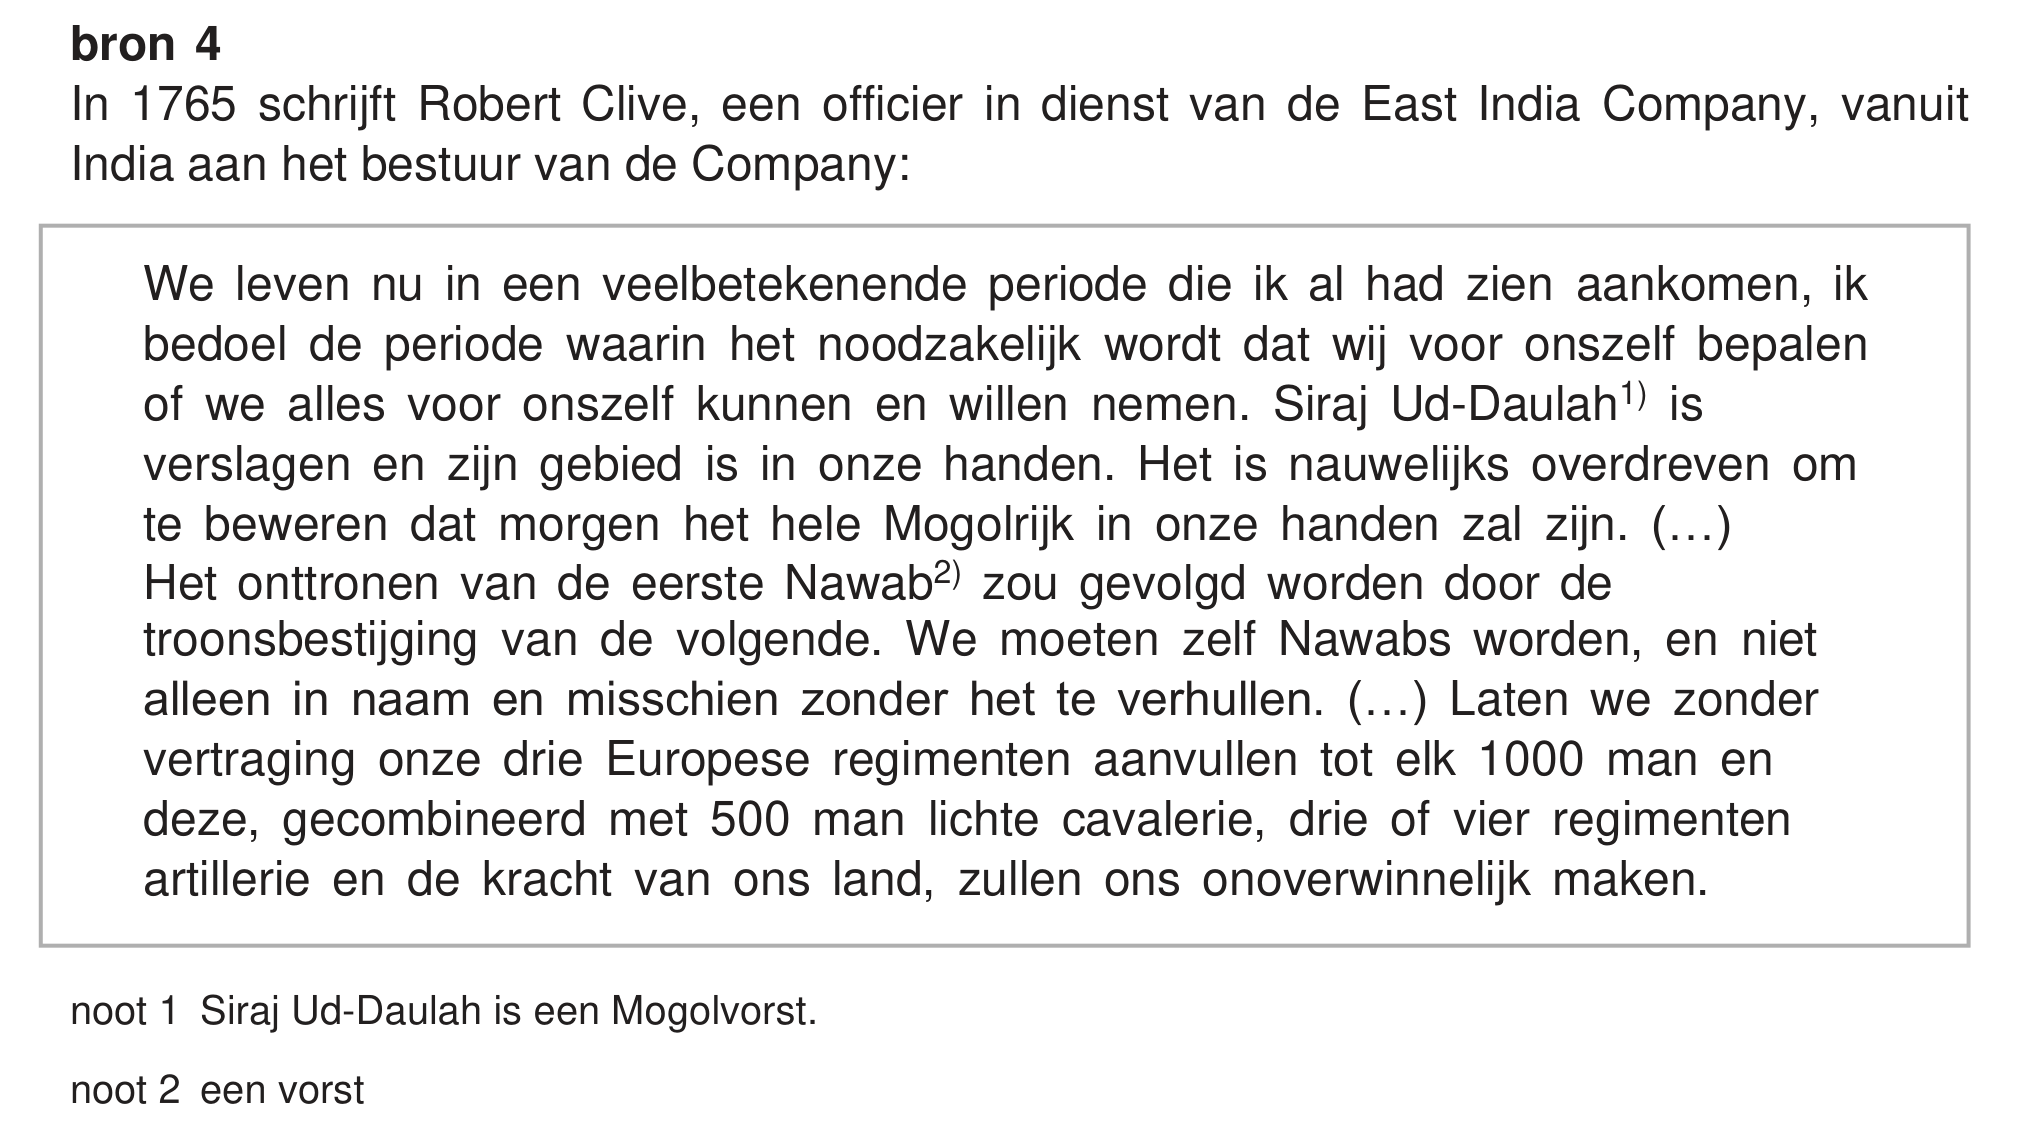 bron 4
In 1765 schrijft Robert Clive, een officier in dienst van de East India Company, vanuit
India aan het bestuur van de Company:
We leven nu in een veelbetekenende periode die ik al had zien aankomen, ik
bedoel de periode waarin het noodzakelijk wordt dat wij voor onszelf bepalen
of we alles voor onszelf kunnen en willen nemen. Siraj Ud-Daulah1) is
verslagen en zijn gebied is in onze handen. Het is nauwelijks overdreven om
te beweren dat morgen het hele Mogolrijk in onze handen zal zijn. (…)
Het onttronen van de eerste Nawab2) zou gevolgd worden door de
troonsbestijging van de volgende. We moeten zelf Nawabs worden, en niet
alleen in naam en misschien zonder het te verhullen. (…) Laten we zonder
vertraging onze drie Europese regimenten aanvullen tot elk 1000 man en
deze, gecombineerd met 500 man lichte cavalerie, drie of vier regimenten
artillerie en de kracht van ons land, zullen ons onoverwinnelijk maken.
noot 1 Siraj Ud-Daulah is een Mogolvorst.
noot 2 een vorst